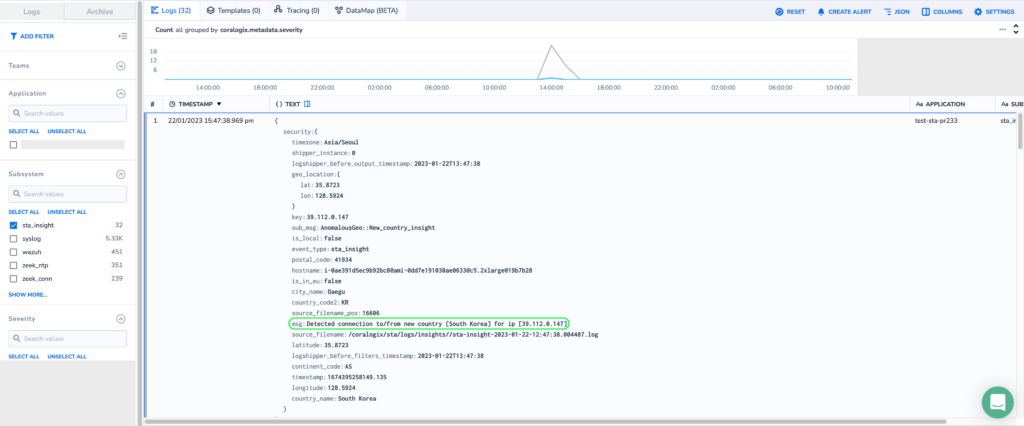 Logs
Archive
Logs (32)
Templates (0)
Tracing (0)
DataMap (BETA)
RESET
CREATE ALERT
JSON
COLUMNS
SETTINGS
ADD FILTER
Count all grouped by coralogix.metadata.severity
Teams
18
12
6
14:00:00
18:00:00
22:00:00
02:00:00
06:00:00
10:00:00
14:00:00
18:00:00
22:00:00
02:00:00
06:00:00
10:00:00
Application
Search values
SELECT ALL UNSELECT ALL
Subsystem
Search values
SELECT ALL UNSELECT ALL
sta_insight 32
syslog 5.33K
wazuh 451
zeek_ntp 351
zeek_conn 239
SHOW MORE...
Severity
Search values
SELECT ALL UNSELECT ALL
# TIMESTAMP {} TEXT Aa APPLICATION Aa SUB
1 22/01/2023 15:47:38.969 pm { test-sta-pr233 sta_in
security:{
timezone: Asia/Seoul
shipper_instance: 0
logshipper_before_output_timestamp: 2023-01-22T13:47:38
geo_location:{
lat: 35.8723
lon: 128.5924
}
key: 39.112.0.147
sub_msg: AnomalousGeo::New_country_insight
is_local: false
event_type: sta_insight
postal_code: 41934
hostname: i-0ae391d5ec9b92bc80ami-0dd7e191030ae06330c5.2xlarge019b7b28
is_in_eu: false
city_name: Daegu
country_code2: KR
source_filename_pos: 16606
msg: Detected connection to/from new country [South Korea] for ip [39.112.0.147]
source_filename: /coralogix/sta/logs/insights//sta-insight-2023-01-22-12:47:38.004487.log
latitude: 35.8723
logshipper_before_filters_timestamp: 2023-01-22T13:47:38
continent_code: AS
timestamp: 1674395258149.135
longitude: 128.5924
country_name: South Korea
}